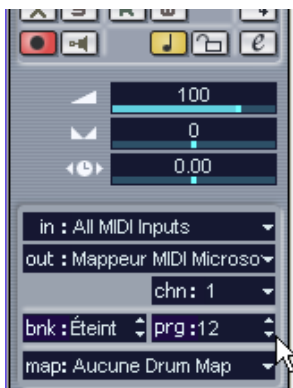 100
0
0.00
in : All MIDI Inputs
out : Mappeur MIDI Microso
chn: 1
bnk : Éteint prg : 12
map: Aucune Drum Map